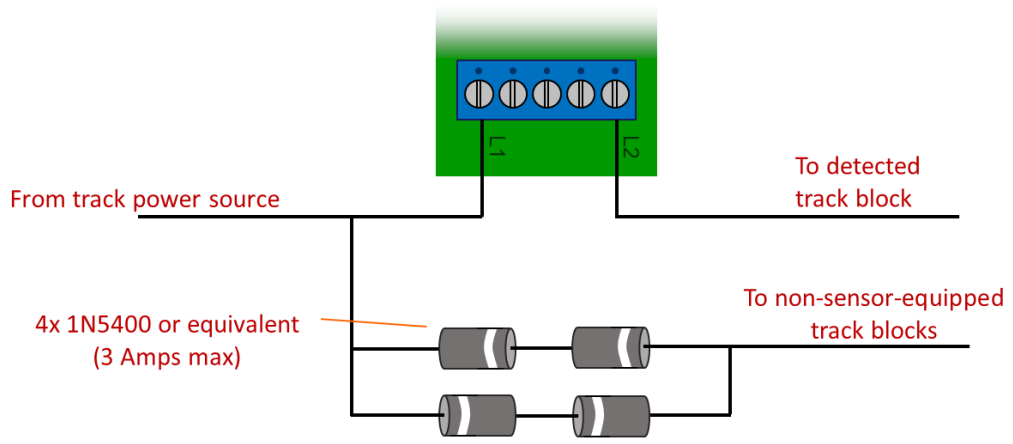 L1
L2
To detected
track block
From track power source
To non-sensor-equipped
track blocks
4x 1N5400 or equivalent
(3 Amps max)